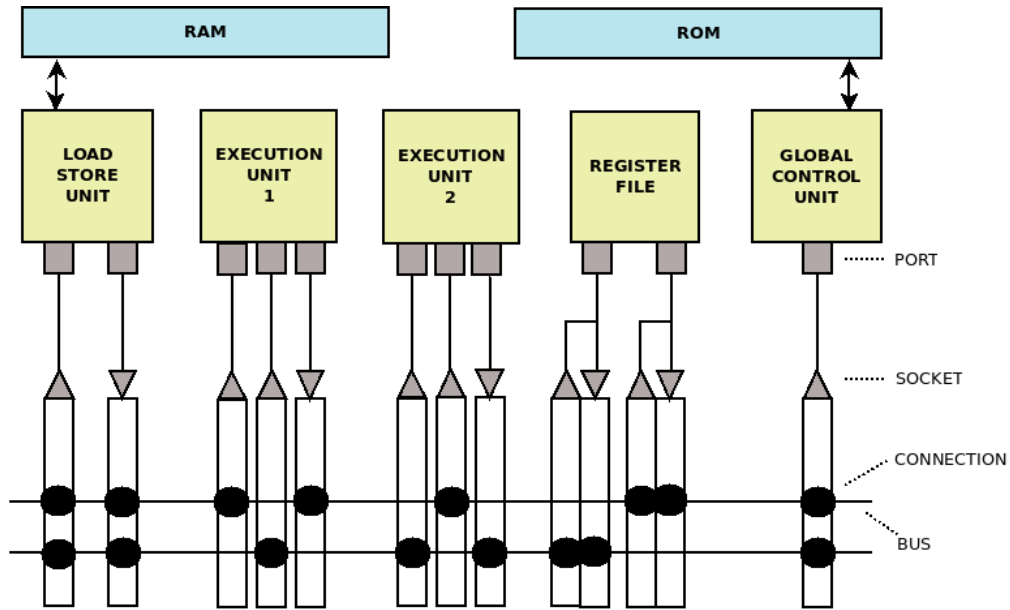 RAM
ROM
LOAD
STORE
UNIT
EXECUTION
UNIT
1
EXECUTION
UNIT
2
REGISTER
FILE
GLOBAL
CONTROL
UNIT
PORT
SOCKET
CONNECTION
BUS